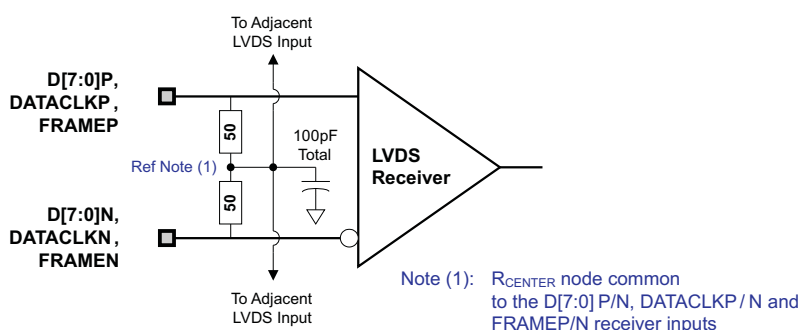 To Adjacent
LVDS Input
D[7:0]P,
DATACLKP,
FRAMEP
50
100pF
Total
LVDS
Receiver
Ref Note (1)
50
D[7:0]N,
DATACLKN,
FRAMEN
To Adjacent
LVDS Input
Note (1): RCENTER node common
to the D[7:0] P/N, DATACLKP/ N and
FRAMEP/N receiver inputs